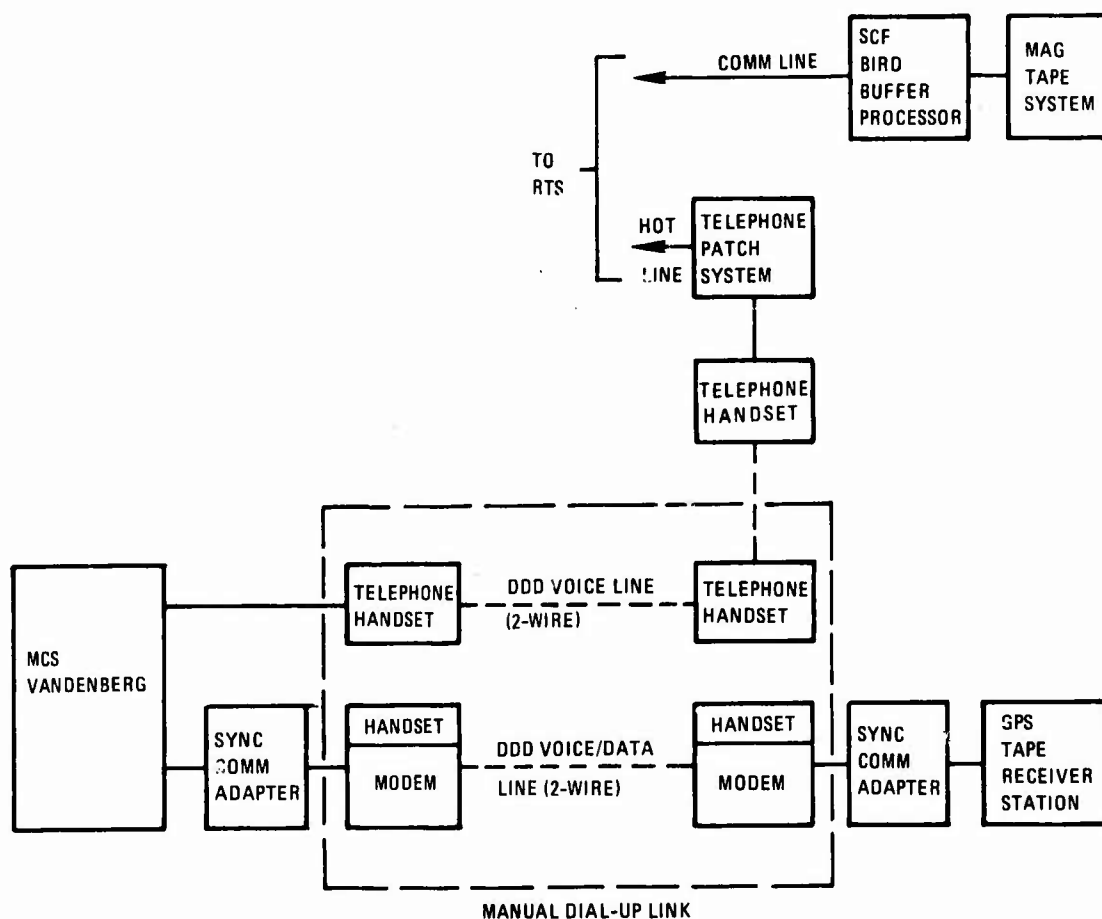 COMM LINE
SCF
BIRD
BUFFER
PROCESSOR
MAG
TAPE
SYSTEM
TO
RTS
HOT
LINE
TELEPHONE
PATCH
SYSTEM
TELEPHONE
HANDSET
MCS
VANDENBERG
TELEPHONE
HANDSET
DDD VOICE LINE
(2-WIRE)
TELEPHONE
HANDSET
SYNC
COMM
ADAPTER
HANDSET
MODEM
DDD VOICE/DATA
LINE (2-WIRE)
HANDSET
MODEM
SYNC
COMM
ADAPTER
GPS
TAPE
RECEIVER
STATION
MANUAL DIAL-UP LINK